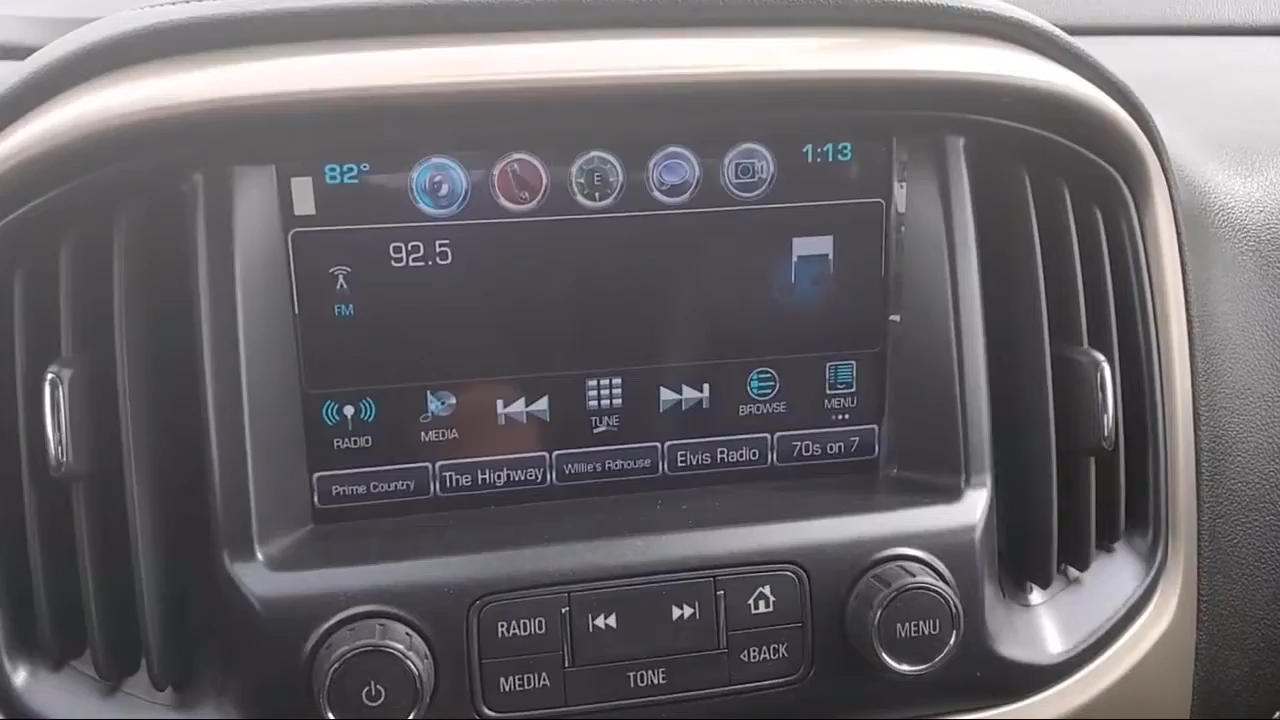 82°
E
1:13
92.5
FM
RADIO
MEDIA
TUNE
BROWSE
MENU
Prime Country
The Highway
Willie's Rdhouse
Elvis Radio
70s on 7
RADIO
MEDIA
TONE
BACK
MENU